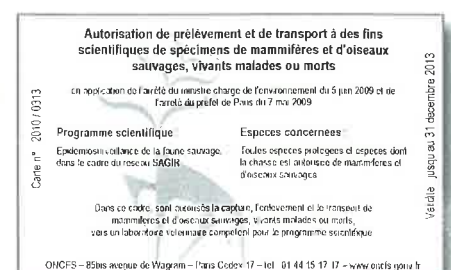 Autorisation de prélèvement et de transport à des fins
scientifiques de spécimens de mammifères et d'oiseaux
sauvages, vivants malades ou morts
en application de l'arrêté du ministre chargé de l'environnement du 5 juin 2009 et de
l'arrêté du préfet de Paris du 7 mai 2009
Carte n° 2010 / 0313
Programme scientifique
Epidémiosurveillance de la faune sauvage,
dans le cadre du réseau SAGIR
Espèces concernées
Toutes espèces protégées et espèces dont
la chasse est autorisée de mammifères et
d'oiseaux sauvages
Validité jusqu'au 31 décembre 2013
Dans ce cadre, sont autorisés la capture, l'enlèvement et le transport de
mammifères et d'oiseaux sauvages, vivants malades ou morts,
vers un laboratoire vétérinaire compétent pour le programme scientifique
ONCFS – 85bis avenue de Wagram – Paris Cedex 17 – tel 01 44 15 17 17 – www.oncfs.gouv.fr